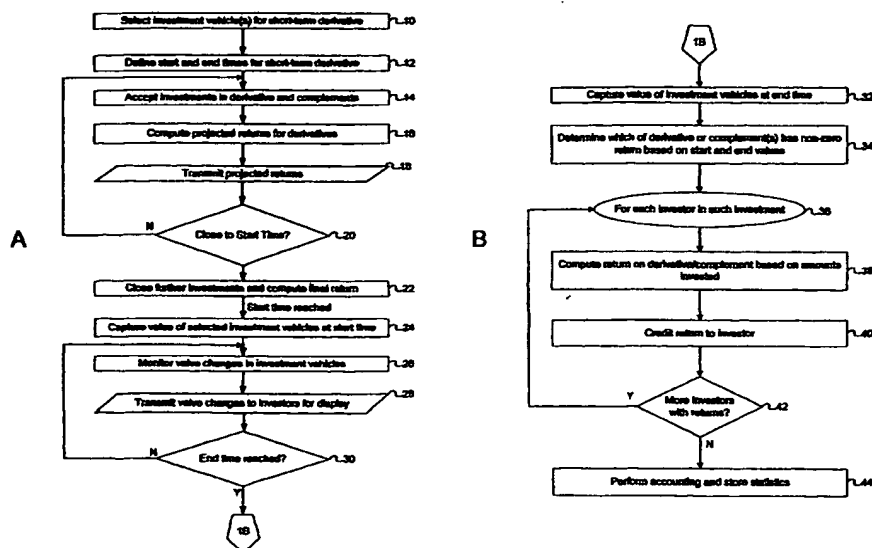 Select investment vehicle(s) for short-term derivative
10
Define start and end times for short-term derivative
12
Accept investments in derivative and complements
14
Compute projected returns for derivatives
16
Transmit projected returns
18
Close to Start Time?
20
N
A
Close further investments and compute final return
22
Start time reached
Capture value of selected investment vehicles at start time
24
Monitor value changes in investment vehicles
26
Transmit value changes to investors for display
28
End time reached?
30
N
Y
1B
1B
Capture value of investment vehicles at end time
32
Determine which of derivative or complement(s) has non-zero
return based on start and end values
34
For each investor in such investment
36
B
Compute return on derivative/complement based on amounts
invested
38
Credit return to investor
40
More investors
with returns?
42
Y
N
Perform accounting and store statistics
44